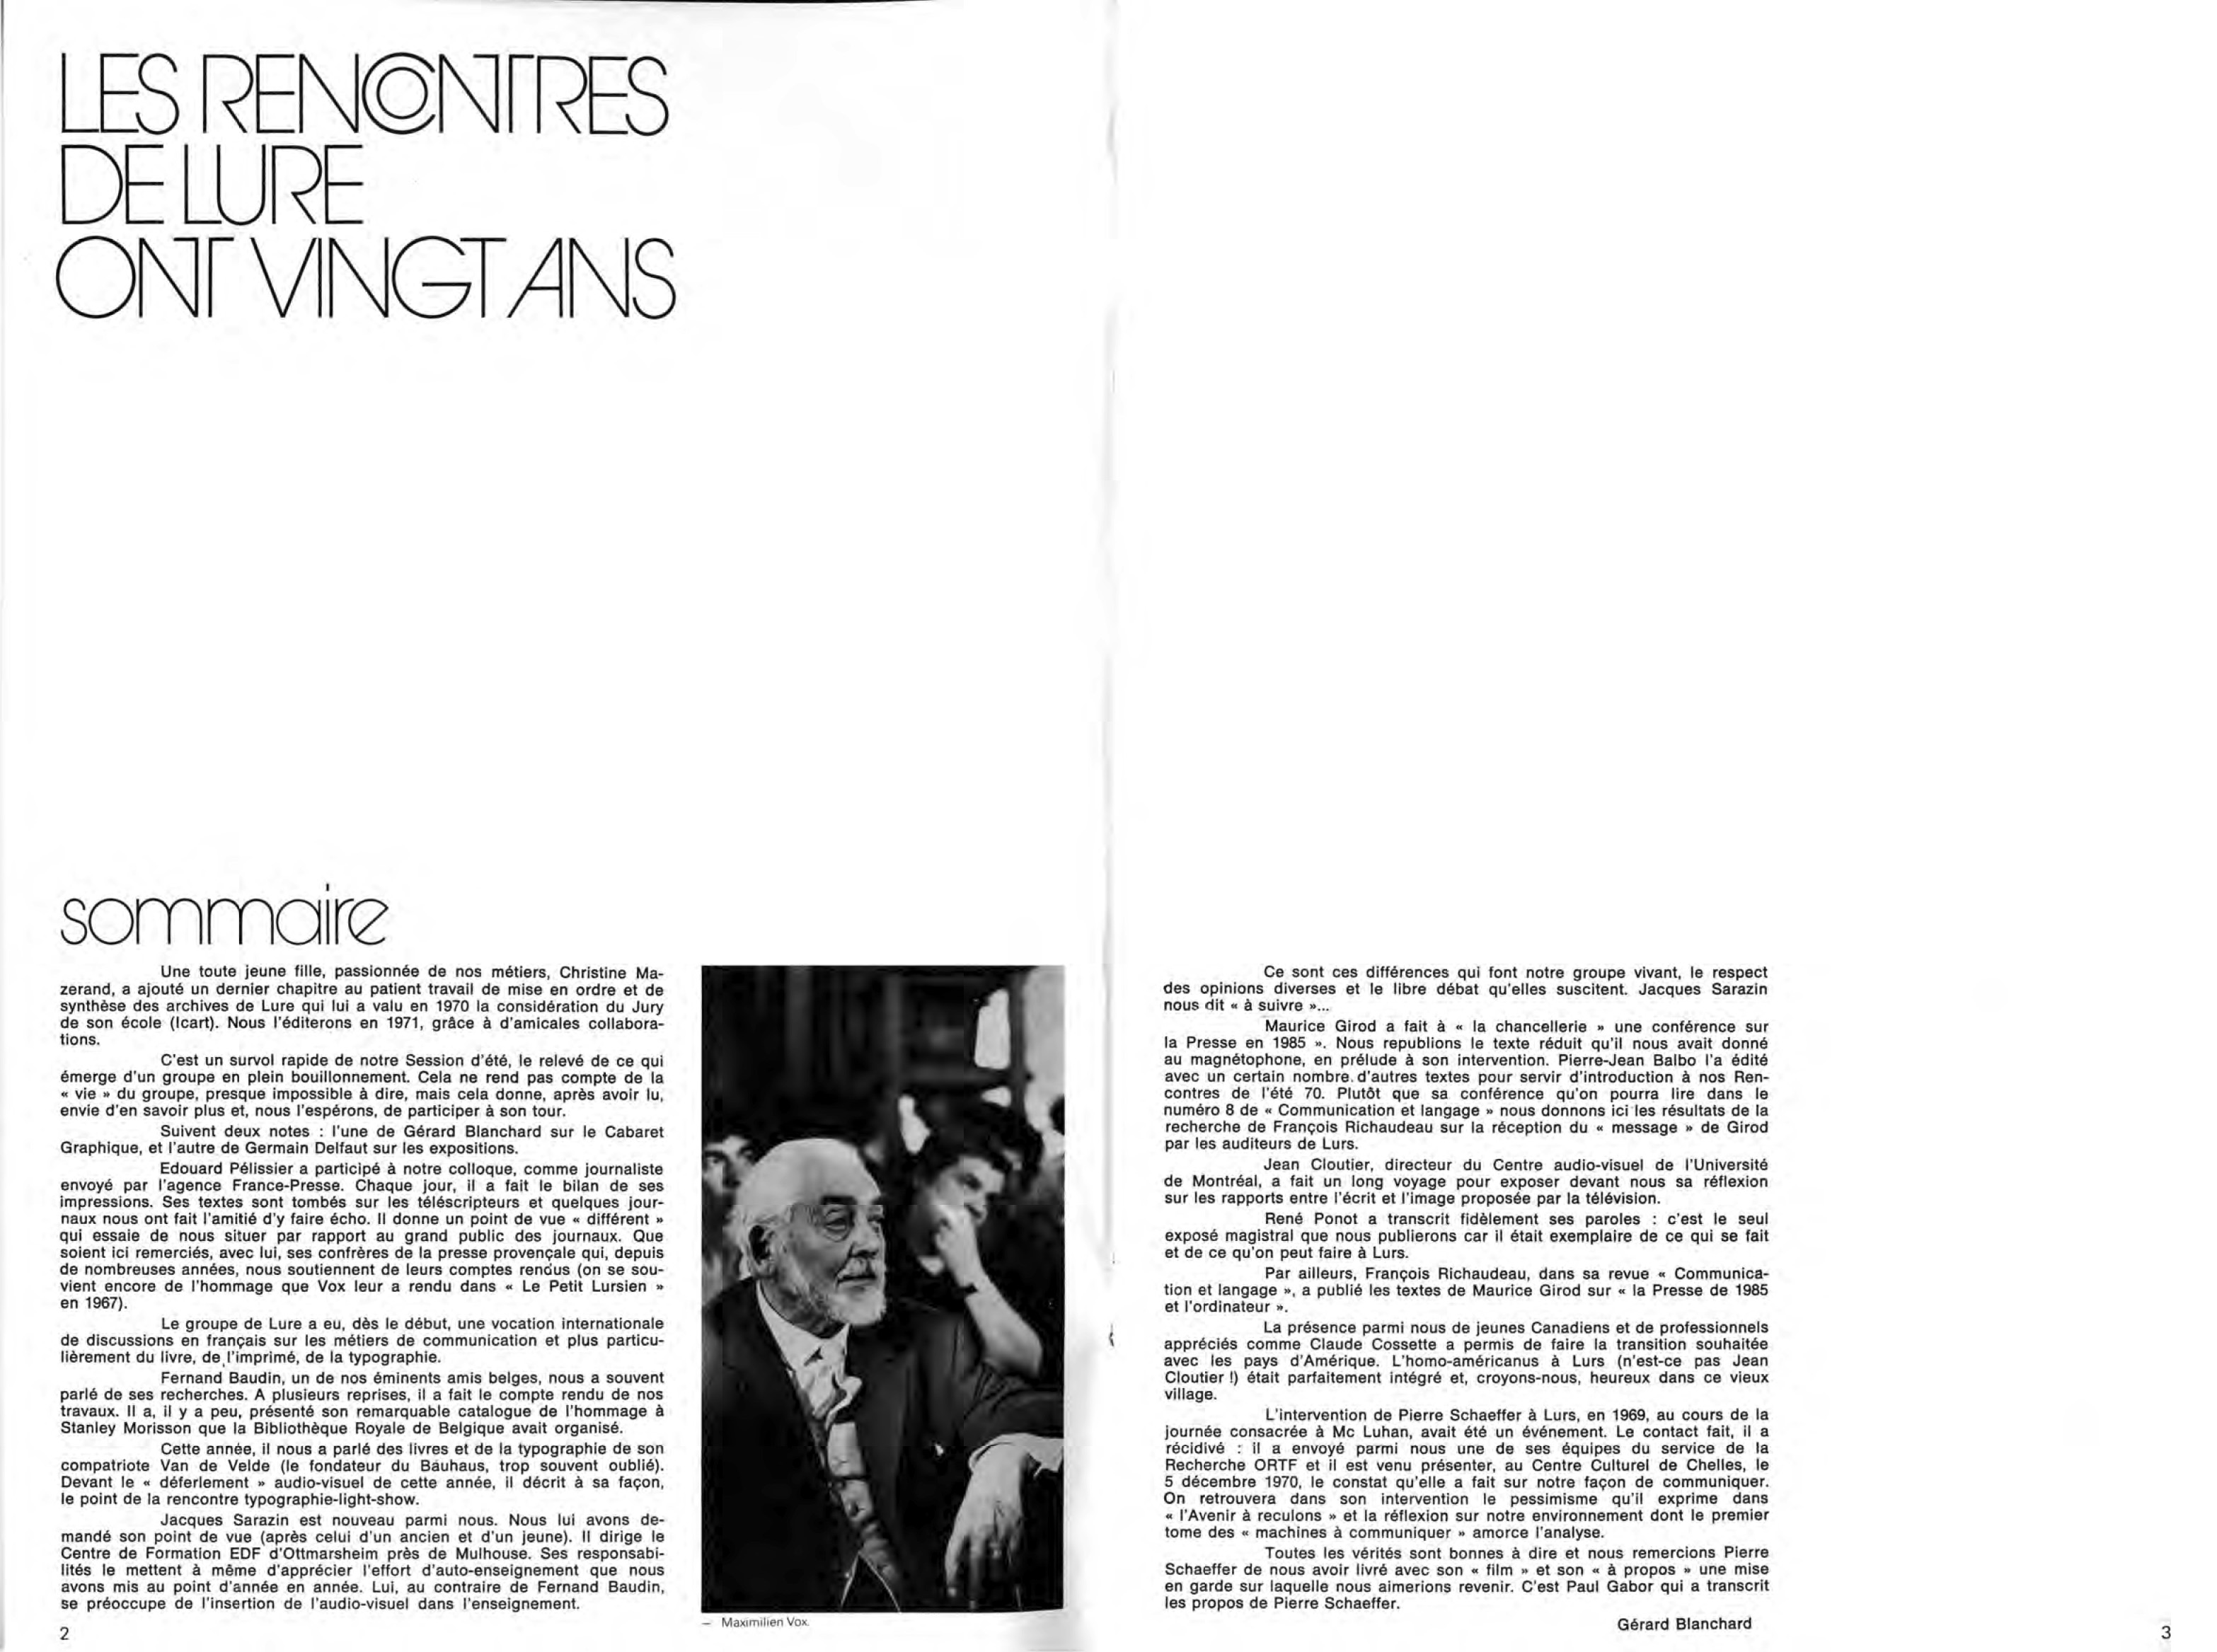 LES RENCONTRES
DE LURE
ONT VINGT ANS
sommaire
Une toute jeune fille, passionnée de nos métiers, Christine Ma-
zerand, a ajouté un dernier chapitre au patient travail de mise en ordre et de
synthèse des archives de Lure qui lui a valu en 1970 la considération du Jury
de son école (Icart). Nous l'éditerons en 1971, grâce à d'amicales collabora-
tions.
C'est un survol rapide de notre Session d'été, le relevé de ce qui
émerge d'un groupe en plein bouillonnement. Cela ne rend pas compte de la
« vie » du groupe, presque impossible à dire, mais cela donne, après avoir lu,
envie d'en savoir plus et, nous l'espérons, de participer à son tour.
Suivent deux notes : l'une de Gérard Blanchard sur le Cabaret
Graphique, et l'autre de Germain Delfaut sur les expositions.
Edouard Pélissier a participé à notre colloque, comme journaliste
envoyé par l'agence France-Presse. Chaque jour, il a fait le bilan de ses
impressions. Ses textes sont tombés sur les téléscripteurs et quelques jour-
naux nous ont fait l'amitié d'y faire écho. Il donne un point de vue « différent »
qui essaie de nous situer par rapport au grand public des journaux. Que
soient ici remerciés, avec lui, ses confrères de la presse provençale qui, depuis
de nombreuses années, nous soutiennent de leurs comptes rendus (on se sou-
vient encore de l'hommage que Vox leur a rendu dans « Le Petit Lursien »
en 1967).
Le groupe de Lure a eu, dès le début, une vocation internationale
de discussions en français sur les métiers de communication et plus particu-
lièrement du livre, de l'imprimé, de la typographie.
Fernand Baudin, un de nos éminents amis belges, nous a souvent
parlé de ses recherches. A plusieurs reprises, il a fait le compte rendu de nos
travaux. Il a, il y a peu, présenté son remarquable catalogue de l'hommage à
Stanley Morisson que la Bibliothèque Royale de Belgique avait organisé.
Cette année, il nous a parlé des livres et de la typographie de son
compatriote Van de Velde (le fondateur du Bauhaus, trop souvent oublié).
Devant le « déferlement » audio-visuel de cette année, il décrit à sa façon,
le point de la rencontre typographie-light-show.
Jacques Sarazin est nouveau parmi nous. Nous lui avons de-
mandé son point de vue (après celui d'un ancien et d'un jeune). Il dirige le
Centre de Formation EDF d'Ottmarsheim près de Mulhouse. Ses responsabi-
lités le mettent à même d'apprécier l'effort d'auto-enseignement que nous
avons mis au point d'année en année. Lui, au contraire de Fernand Baudin,
se préoccupe de l'insertion de l'audio-visuel dans l'enseignement.
2
— Maximilien Vox.
Ce sont ces différences qui font notre groupe vivant, le respect
des opinions diverses et le libre débat qu'elles suscitent. Jacques Sarazin
nous dit « à suivre »...
Maurice Girod a fait à « la chancellerie » une conférence sur
la Presse en 1985 ». Nous republions le texte réduit qu'il nous avait donné
au magnétophone, en prélude à son intervention. Pierre-Jean Balbo l'a édité
avec un certain nombre d'autres textes pour servir d'introduction à nos Ren-
contres de l'été 70. Plutôt que sa conférence qu'on pourra lire dans le
numéro 8 de « Communication et langage » nous donnons ici les résultats de la
recherche de François Richaudeau sur la réception du « message » de Girod
par les auditeurs de Lurs.
Jean Cloutier, directeur du Centre audio-visuel de l'Université
de Montréal, a fait un long voyage pour exposer devant nous sa réflexion
sur les rapports entre l'écrit et l'image proposée par la télévision.
René Ponot a transcrit fidèlement ses paroles : c'est le seul
exposé magistral que nous publierons car il était exemplaire de ce qui se fait
et de ce qu'on peut faire à Lurs.
Par ailleurs, François Richaudeau, dans sa revue « Communica-
tion et langage », a publié les textes de Maurice Girod sur « la Presse de 1985
et l'ordinateur ».
La présence parmi nous de jeunes Canadiens et de professionnels
appréciés comme Claude Cossette a permis de faire la transition souhaitée
avec les pays d'Amérique. L'homo-américanus à Lurs (n'est-ce pas Jean
Cloutier !) était parfaitement intégré et, croyons-nous, heureux dans ce vieux
village.
L'intervention de Pierre Schaeffer à Lurs, en 1969, au cours de la
journée consacrée à Mc Luhan, avait été un événement. Le contact fait, il a
récidivé : il a envoyé parmi nous une de ses équipes du service de la
Recherche ORTF et il est venu présenter, au Centre Culturel de Chelles, le
5 décembre 1970, le constat qu'elle a fait sur notre façon de communiquer.
On retrouvera dans son intervention le pessimisme qu'il exprime dans
« l'Avenir à reculons » et la réflexion sur notre environnement dont le premier
tome des « machines à communiquer » amorce l'analyse.
Toutes les vérités sont bonnes à dire et nous remercions Pierre
Schaeffer de nous avoir livré avec son « film » et son « à propos » une mise
en garde sur laquelle nous aimerions revenir. C'est Paul Gabor qui a transcrit
les propos de Pierre Schaeffer.
Gérard Blanchard
3